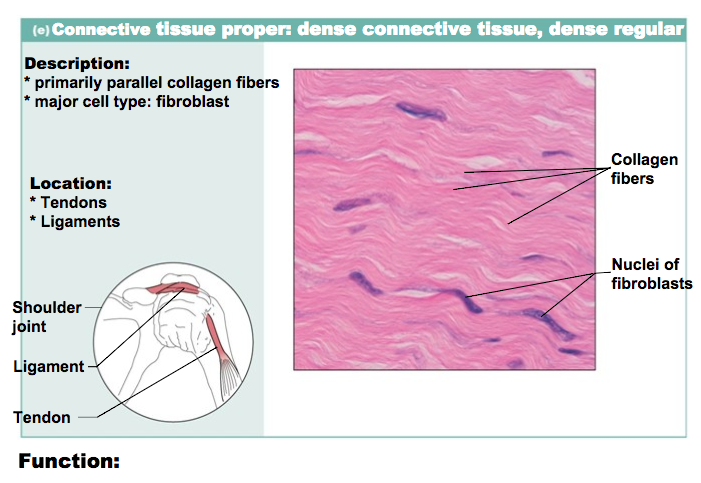 (e) Connective tissue proper: dense connective tissue, dense regular
Description:
* primarily parallel collagen fibers
* major cell type: fibroblast
Location:
* Tendons
* Ligaments
Shoulder
joint
Ligament
Tendon
Collagen
fibers
Nuclei of
fibroblasts
Function: